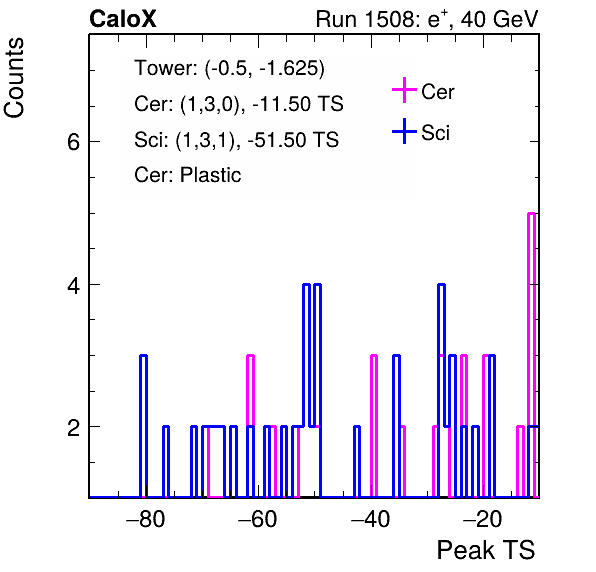 CaloX Run 1508: e+, 40 GeV
Counts
Tower: (-0.5, -1.625)
Cer: (1,3,0), -11.50 TS
Sci: (1,3,1), -51.50 TS
Cer: Plastic
Cer
Sci
6
4
2
−80 −60 −40 −20
Peak TS